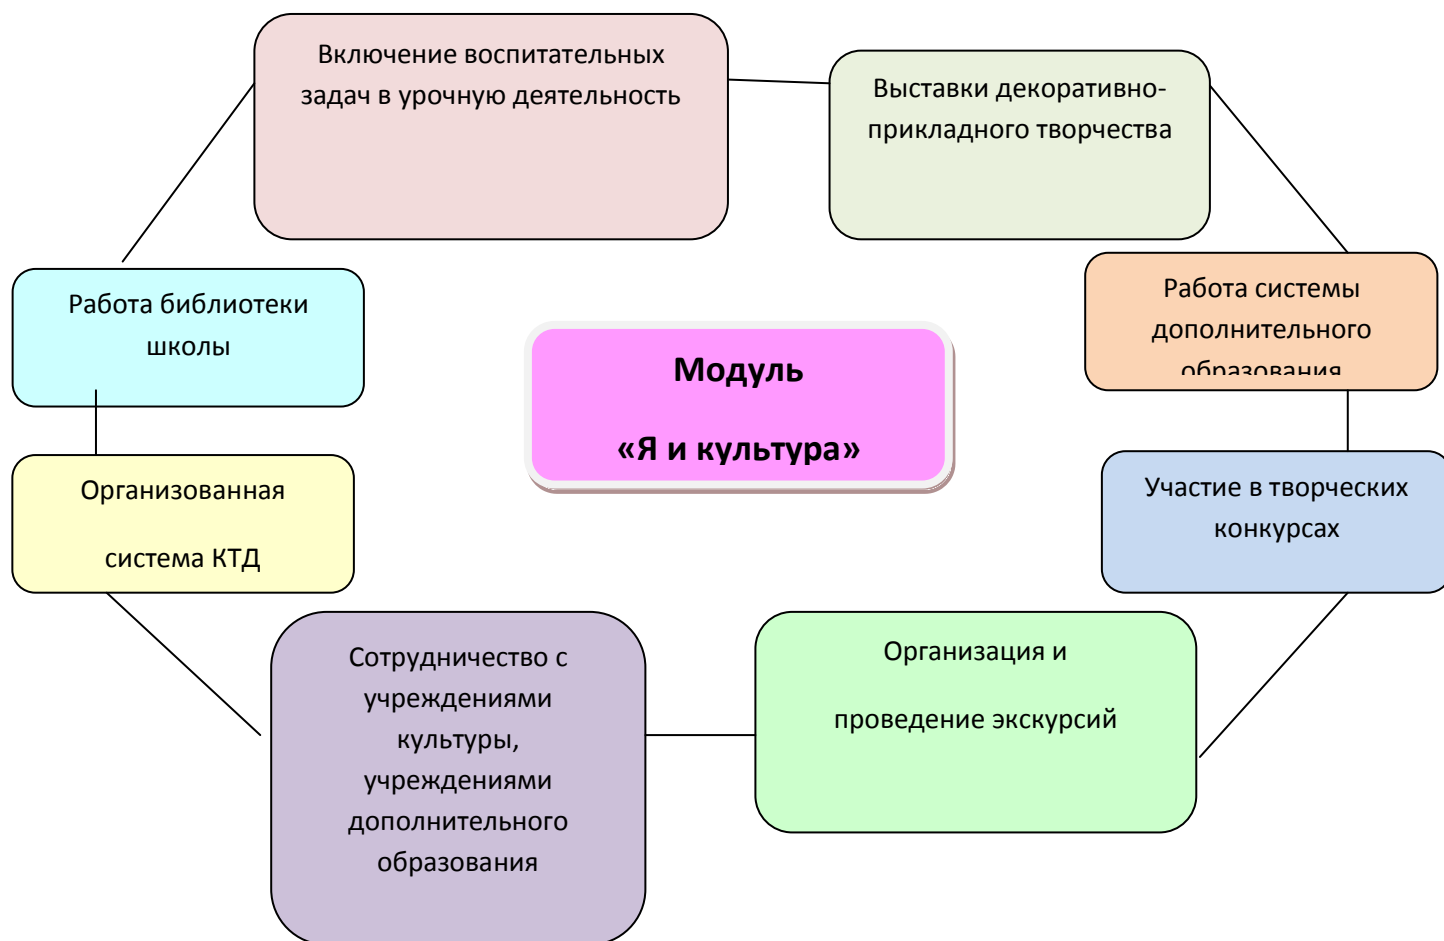 Включение воспитательных
задач в урочную деятельность
Выставки декоративно-
прикладного творчества
Работа библиотеки
школы
Работа системы
дополнительного
образования
Модуль
«Я и культура»
Организованная
система КТД
Участие в творческих
конкурсах
Сотрудничество с
учреждениями
культуры,
учреждениями
дополнительного
образования
Организация и
проведение экскурсий